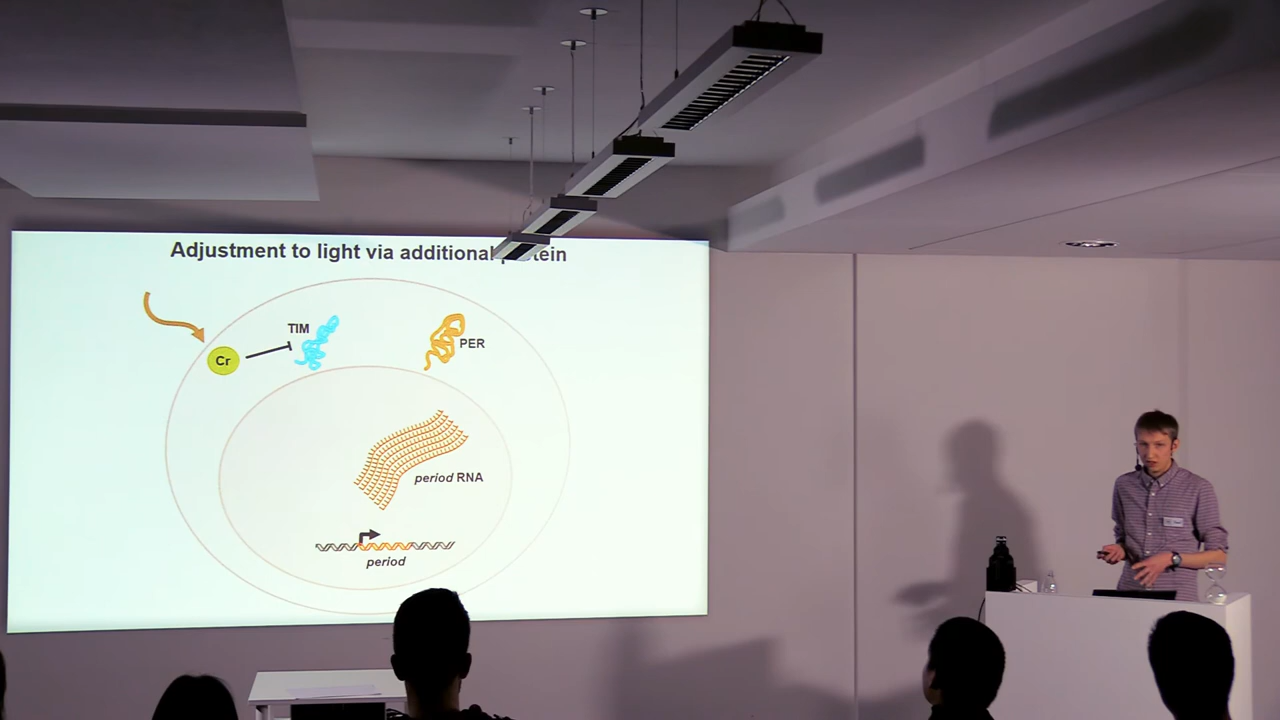 Adjustment to light via additional
TIM
PER
Cr
period RNA
period